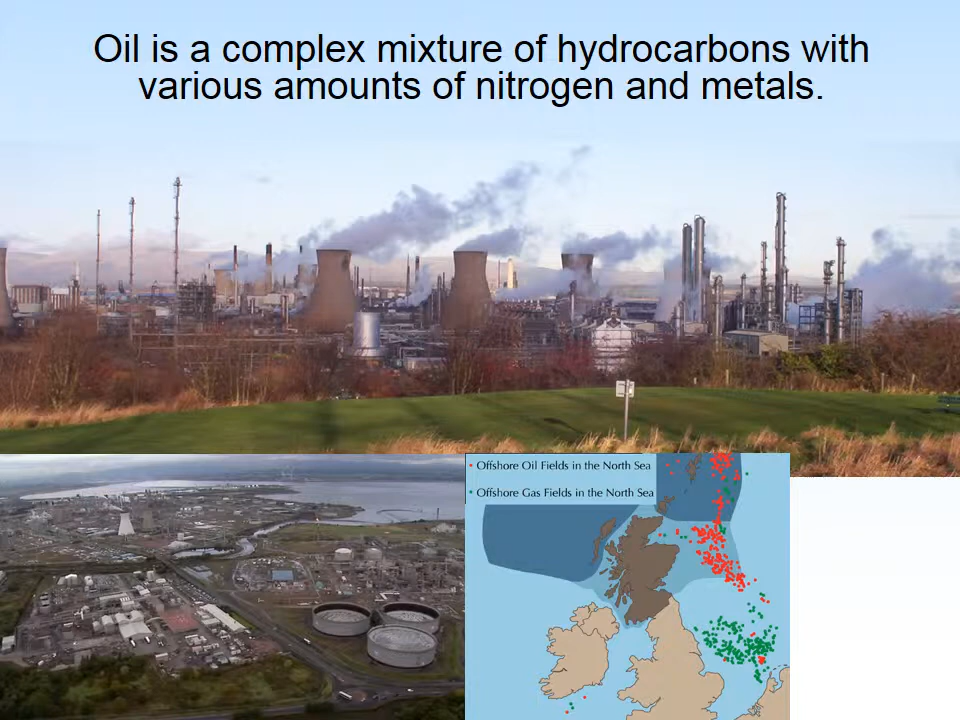 Oil is a complex mixture of hydrocarbons with
various amounts of nitrogen and metals.
Offshore Oil Fields in the North Sea
Offshore Gas Fields in the North Sea